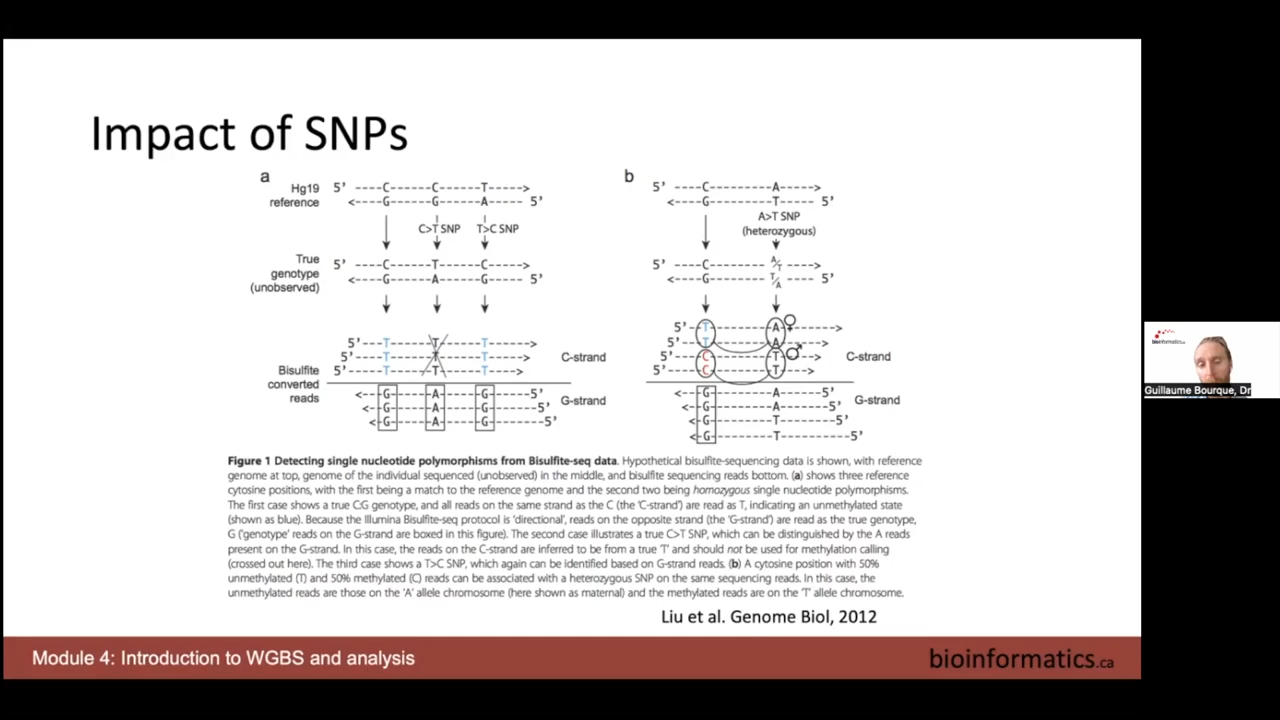 Impact of SNPs
a
Hg19
reference
5' ----C------C------T----->
<----G------G------A------ 5'
C>T SNP
T>C SNP
True
genotype
(unobserved)
5' ----C------T------C----->
<----G------A------G------ 5'
5'---T------T------T------>
5'---T------T------T------>
5'-----T------T------T----->
C-strand
Bisulfite
converted
reads
<--G-----A------G------5'
<-G-----A------G-------5'
<-G-----A------G--------5'
G-strand
b
5' ----C---------A----->
<----G---------T----- 5'
A>T SNP
(heterozygous)
5' ----C--------- A/T ---->
<----G--------- T/A ---- 5'
5'--T---------A-------->
5'---T---------A----->
5'--C---------T------>
5'---C---------T----->
C-strand
<--G---------A-------5'
<-G---------A------5'
<-G---------T-------5'
<-G---------T---------5'
G-strand
Figure 1 Detecting single nucleotide polymorphisms from Bisulfite-seq data. Hypothetical bisulfite-sequencing data is shown, with reference
genome at top, genome of the individual sequenced (unobserved) in the middle, and bisulfite sequencing reads bottom. (a) shows three reference
cytosine positions, with the first being a match to the reference genome and the second two being homozygous single nucleotide polymorphisms.
The first case shows a true C:G genotype, and all reads on the same strand as the C (the 'C-strand') are read as T, indicating an unmethylated state
(shown as blue). Because the Illumina Bisulfite-seq protocol is 'directional', reads on the opposite strand (the 'G-strand') are read as the true genotype,
G ('genotype' reads on the G-strand are boxed in this figure). The second case illustrates a true C>T SNP, which can be distinguished by the A reads
present on the G-strand. In this case, the reads on the C-strand are inferred to be from a true 'T' and should not be used for methylation calling
(crossed out here). The third case shows a T>C SNP, which again can be identified based on G-strand reads. (b) A cytosine position with 50%
unmethylated (T) and 50% methylated (C) reads can be associated with a heterozygous SNP on the same sequencing reads. In this case, the
unmethylated reads are those on the 'A' allele chromosome (here shown as maternal) and the methylated reads are on the 'T' allele chromosome.
Liu et al. Genome Biol, 2012
Module 4: Introduction to WGBS and analysis
bioinformatics.ca
bioinformatics.ca
Guillaume Bourque, Dr